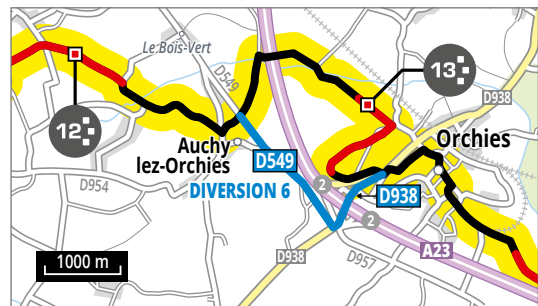 Le Bois-Vert
D549
13
D938
12
Auchy
lez-Orchies
Orchies
D549
D954
DIVERSION 6
2
D938
2
D938
A23
D957
1000 m